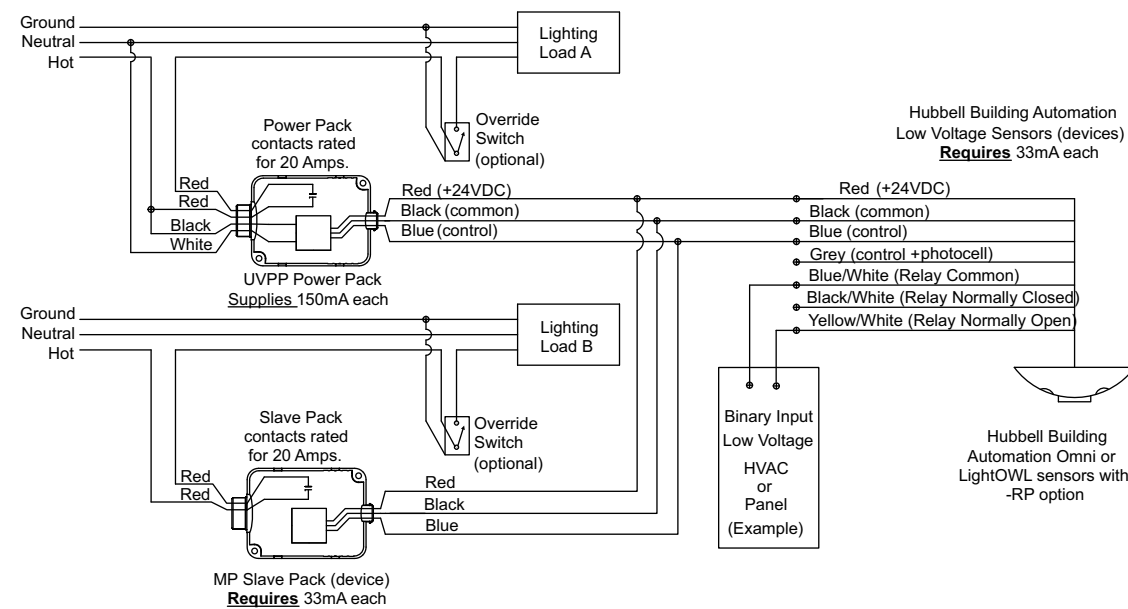 Ground
Neutral
Hot
Lighting
Load A
Override
Switch
(optional)
Power Pack
contacts rated
for 20 Amps.
Red
Red
Black
White
Red (+24VDC)
Black (common)
Blue (control)
UVPP Power Pack
Supplies 150mA each
Hubbell Building Automation
Low Voltage Sensors (devices)
Requires 33mA each
Red (+24VDC)
Black (common)
Blue (control)
Grey (control +photocell)
Blue/White (Relay Common)
Black/White (Relay Normally Closed)
Yellow/White (Relay Normally Open)
Ground
Neutral
Hot
Lighting
Load B
Override
Switch
(optional)
Slave Pack
contacts rated
for 20 Amps.
Red
Red
Red
Black
Blue
MP Slave Pack (device)
Requires 33mA each
Binary Input
Low Voltage
HVAC
or
Panel
(Example)
Hubbell Building
Automation Omni or
LightOWL sensors with
-RP option